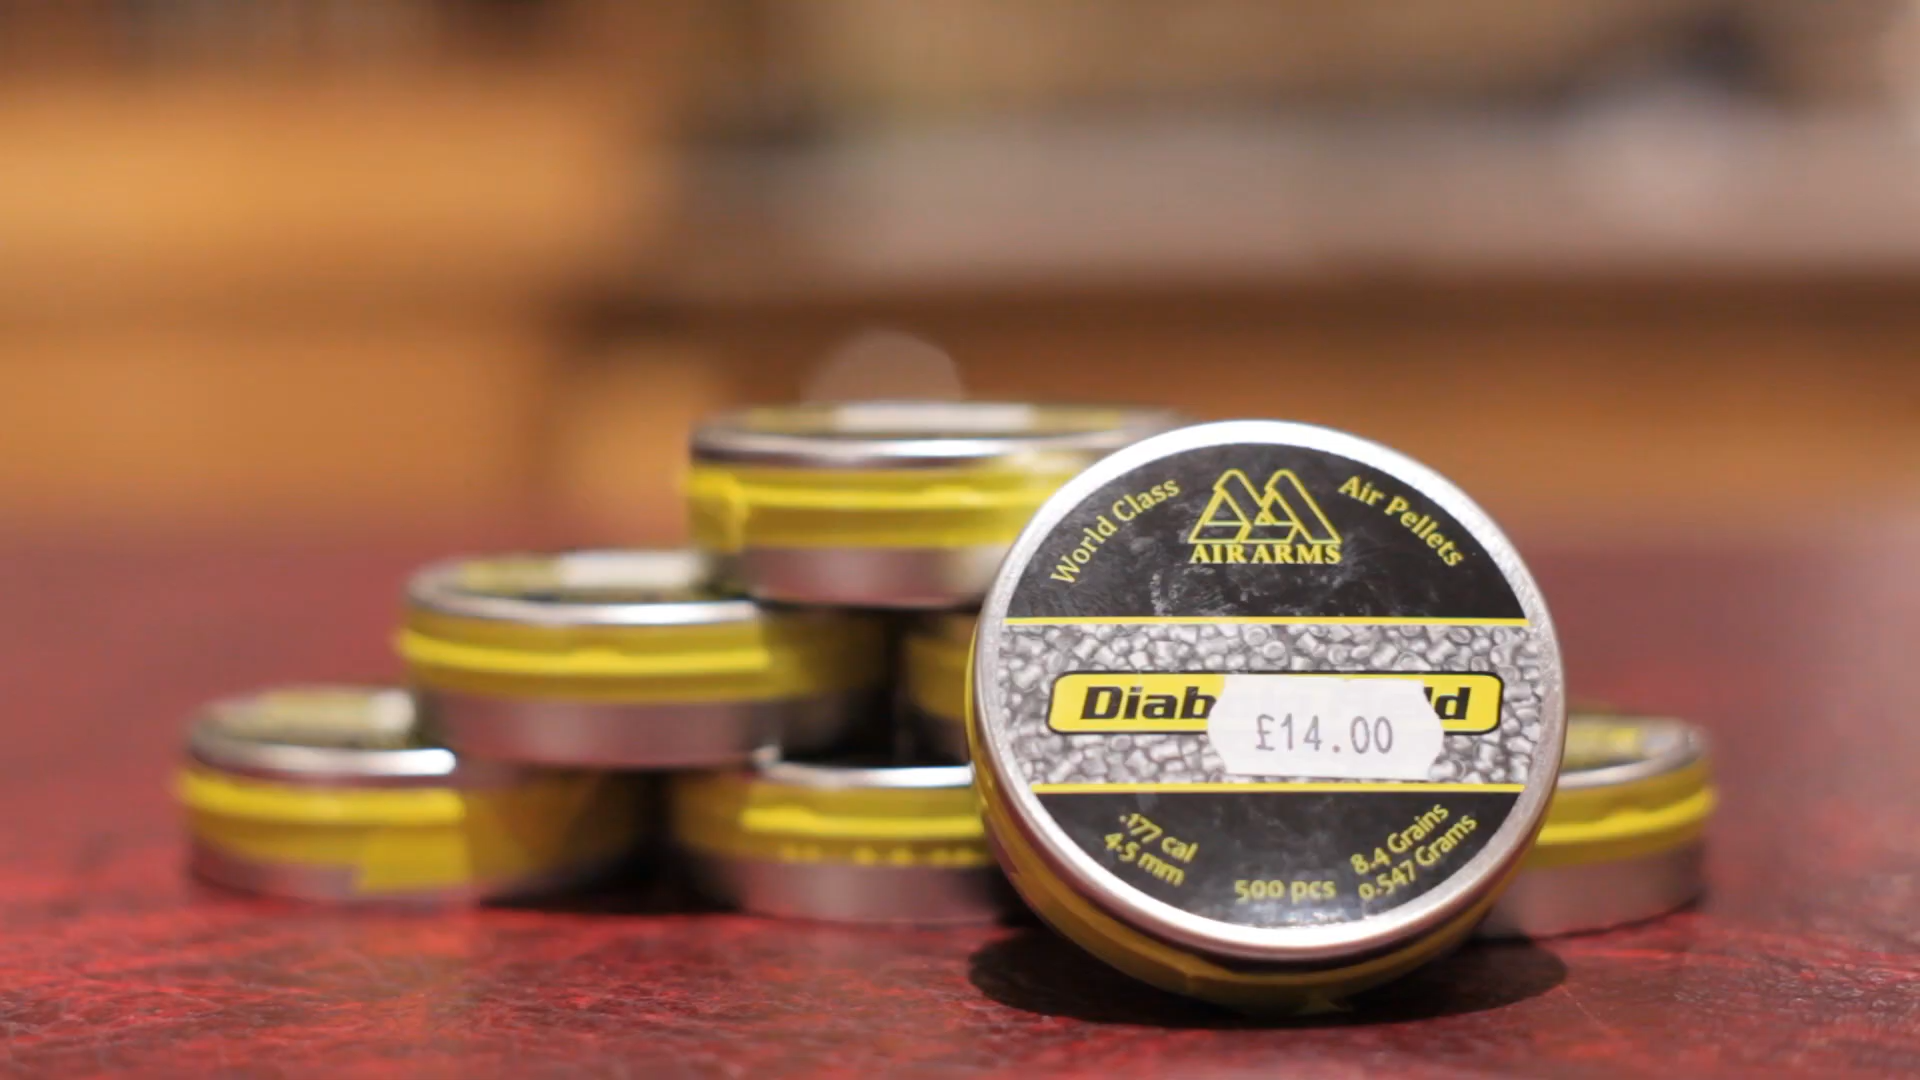 World Class
Air Pellets
AIR ARMS
Diab ld
£14.00
.177 cal
4.5 mm
500 pcs
8.4 Grains
0.547 Grams